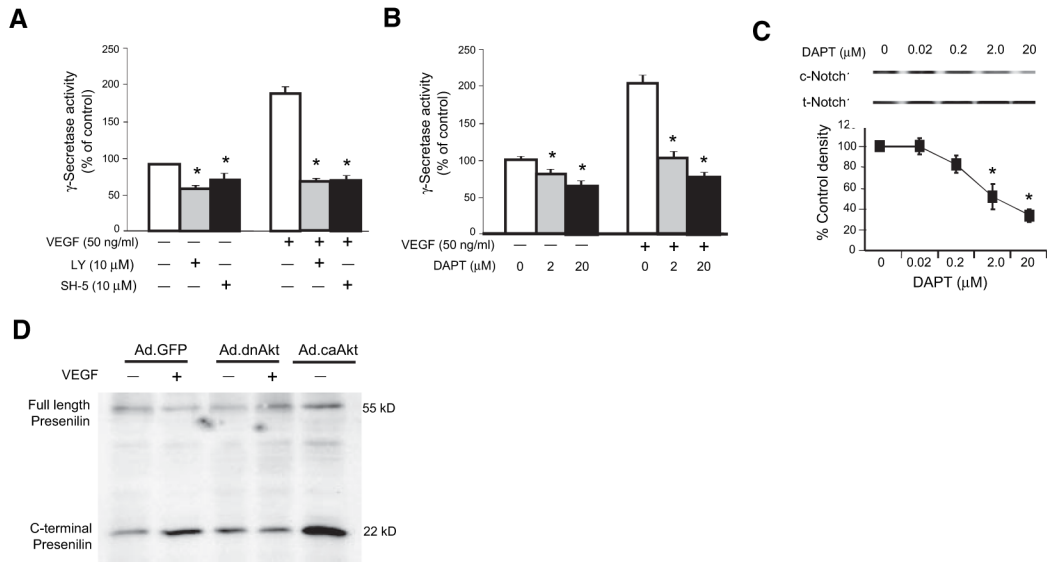 A
γ-Secretase activity
(% of control)
250
200
150
100
50
0
* * * *
VEGF (50 ng/ml) — — — + + +
LY (10 µM) — + — — + —
SH-5 (10 µM) — — + — — +
B
γ-Secretase activity
(% of control)
250
200
150
100
50
0
* * * *
VEGF (50 ng/ml) — — — + + +
DAPT (µM) 0 2 20 0 2 20
C
DAPT (µM) 0 0.02 0.2 2.0 20
c-Notch
t-Notch
% Control density
12
100
80
60
40
20
0
* *
0 0.02 0.2 2.0 20
DAPT (µM)
D
Ad.GFP Ad.dnAkt Ad.caAkt
VEGF — + — + —
Full length
Presenilin
55 kD
C-terminal
Presenilin
22 kD